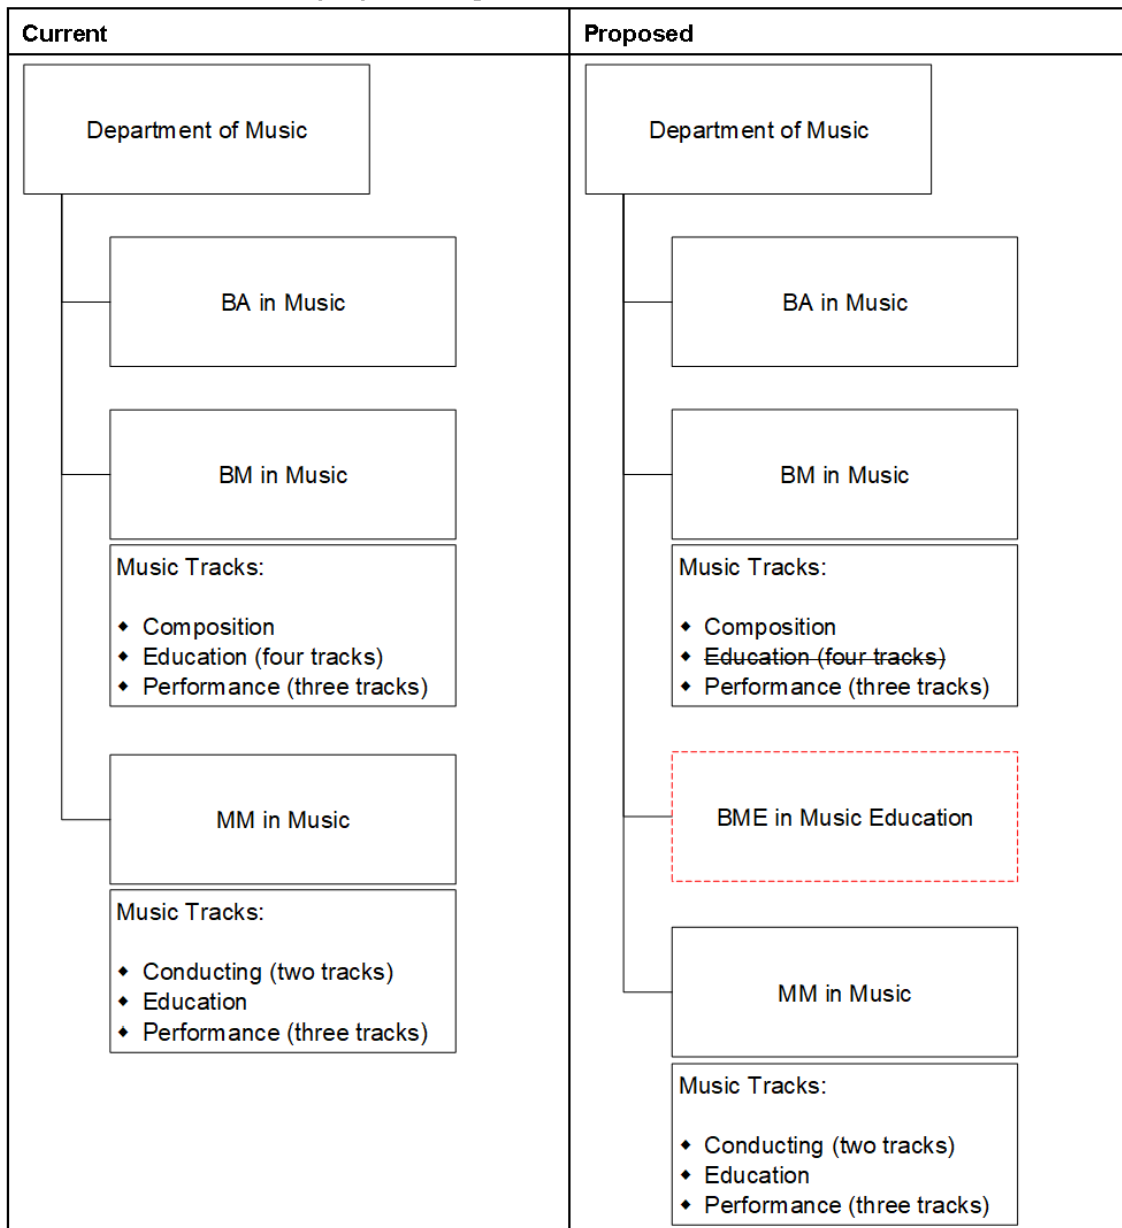 Current
Department of Music
BA in Music
BM in Music
Music Tracks:
◆ Composition
◆ Education (four tracks)
◆ Performance (three tracks)
MM in Music
Music Tracks:
◆ Conducting (two tracks)
◆ Education
◆ Performance (three tracks)
Proposed
Department of Music
BA in Music
BM in Music
Music Tracks:
◆ Composition
◆ Education (four tracks)
◆ Performance (three tracks)
BME in Music Education
MM in Music
Music Tracks:
◆ Conducting (two tracks)
◆ Education
◆ Performance (three tracks)